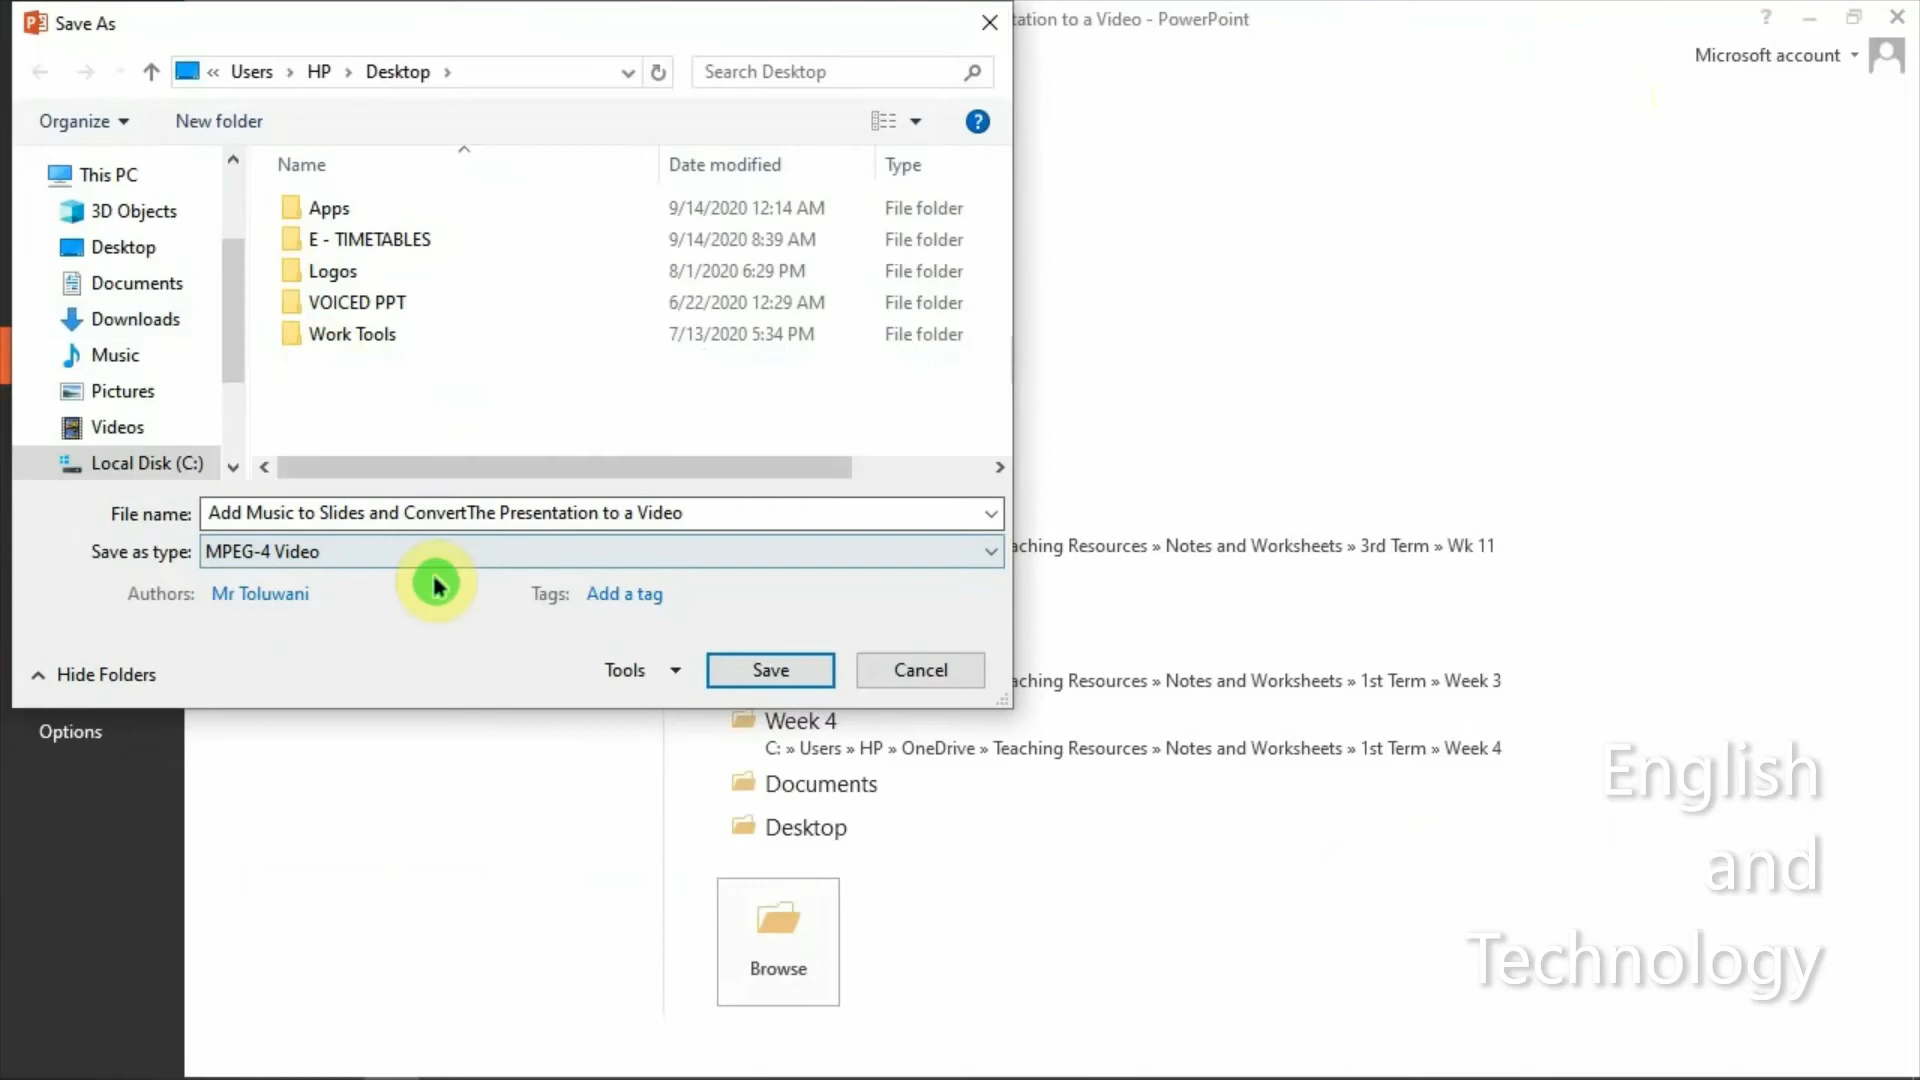 Save As
ation to a Video - PowerPoint
?
Microsoft account
« Users › HP › Desktop ›
Search Desktop
Organize
New folder
?
Name
Date modified
Type
This PC
3D Objects
Desktop
Documents
Downloads
Music
Pictures
Videos
Local Disk (C:)
Apps 9/14/2020 12:14 AM File folder
E - TIMETABLES 9/14/2020 8:39 AM File folder
Logos 8/1/2020 6:29 PM File folder
VOICED PPT 6/22/2020 12:29 AM File folder
Work Tools 7/13/2020 5:34 PM File folder
File name: Add Music to Slides and ConvertThe Presentation to a Video
Save as type: MPEG-4 Video
Authors: Mr Toluwani
Tags: Add a tag
Hide Folders
Tools
Save
Cancel
aching Resources » Notes and Worksheets » 3rd Term » Wk 11
aching Resources » Notes and Worksheets » 1st Term » Week 3
Options
Week 4
C: » Users » HP » OneDrive » Teaching Resources » Notes and Worksheets » 1st Term » Week 4
Documents
Desktop
Browse
English
and
Technology